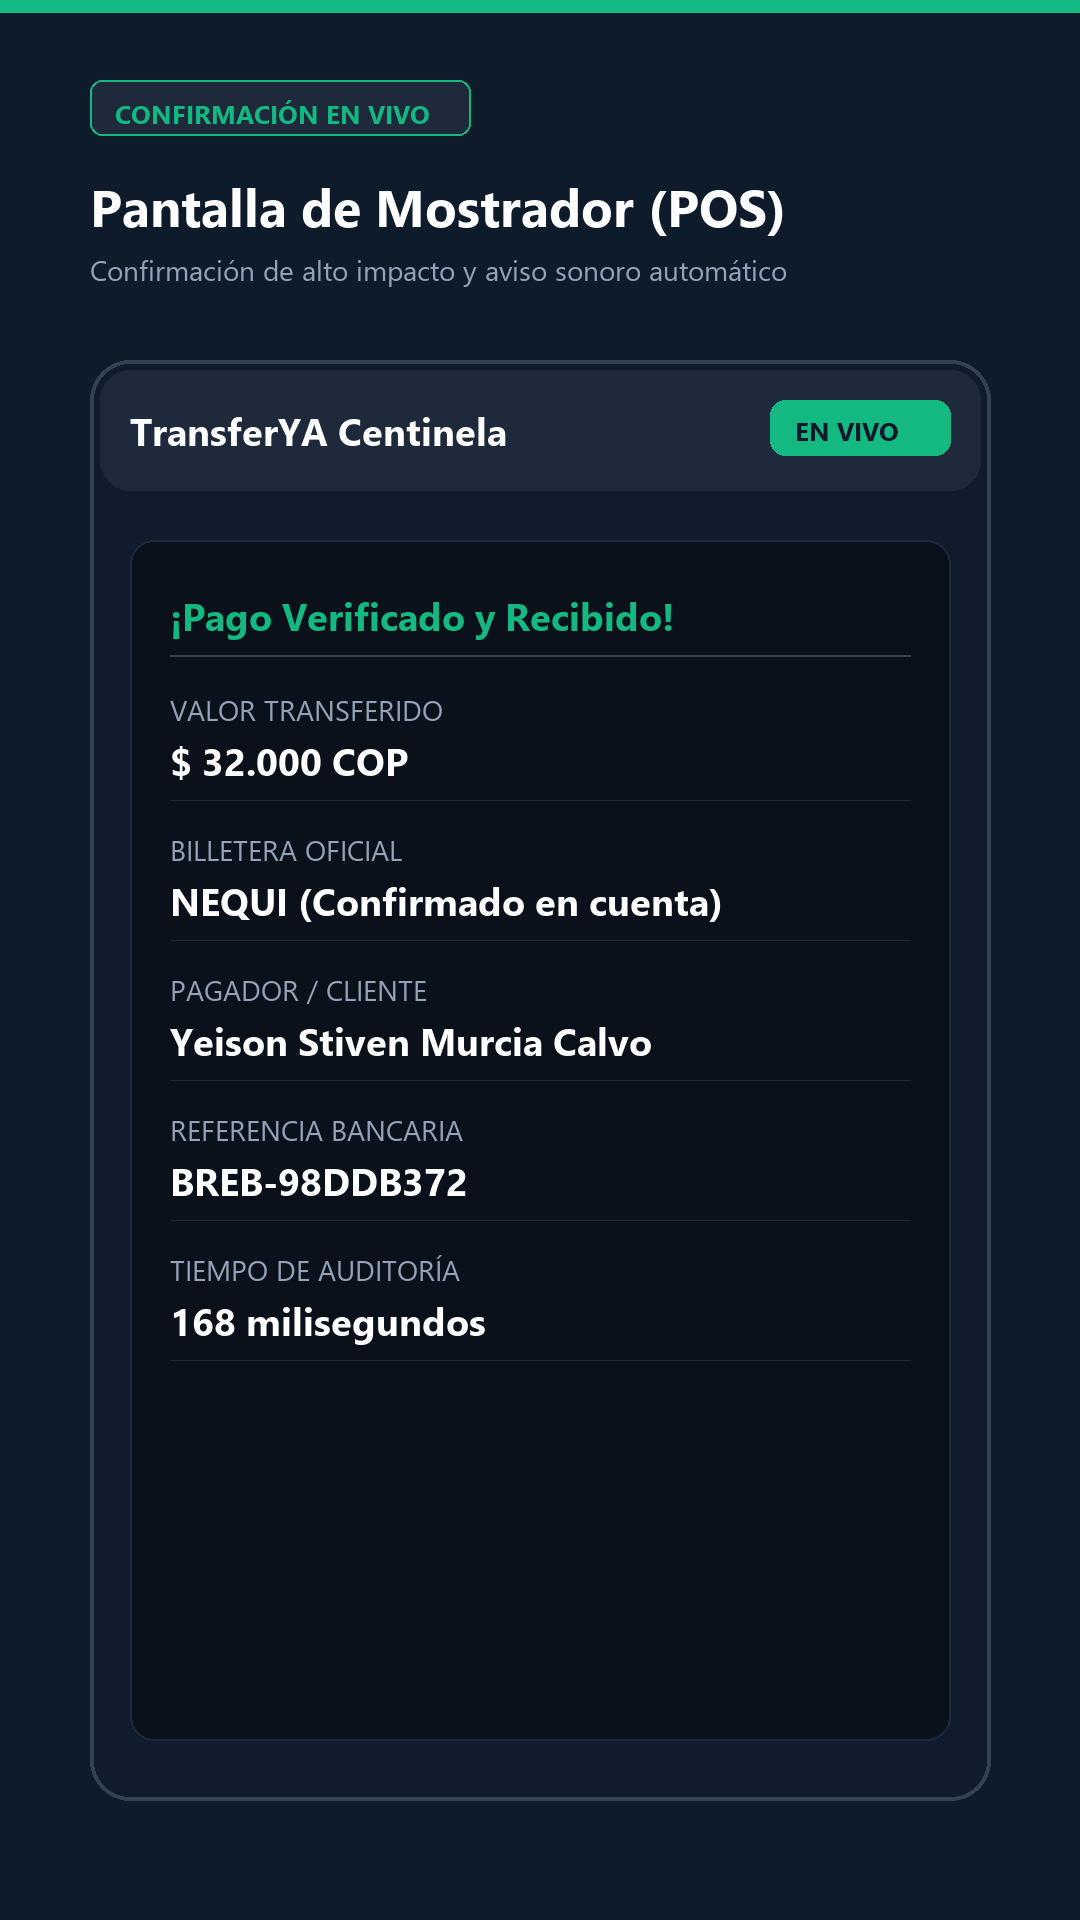 CONFIRMACIÓN EN VIVO
Pantalla de Mostrador (POS)
Confirmación de alto impacto y aviso sonoro automático
TransferYA Centinela
EN VIVO
¡Pago Verificado y Recibido!
VALOR TRANSFERIDO
$ 32.000 COP
BILLETERA OFICIAL
NEQUI (Confirmado en cuenta)
PAGADOR / CLIENTE
Yeison Stiven Murcia Calvo
REFERENCIA BANCARIA
BREB-98DDB372
TIEMPO DE AUDITORÍA
168 milisegundos